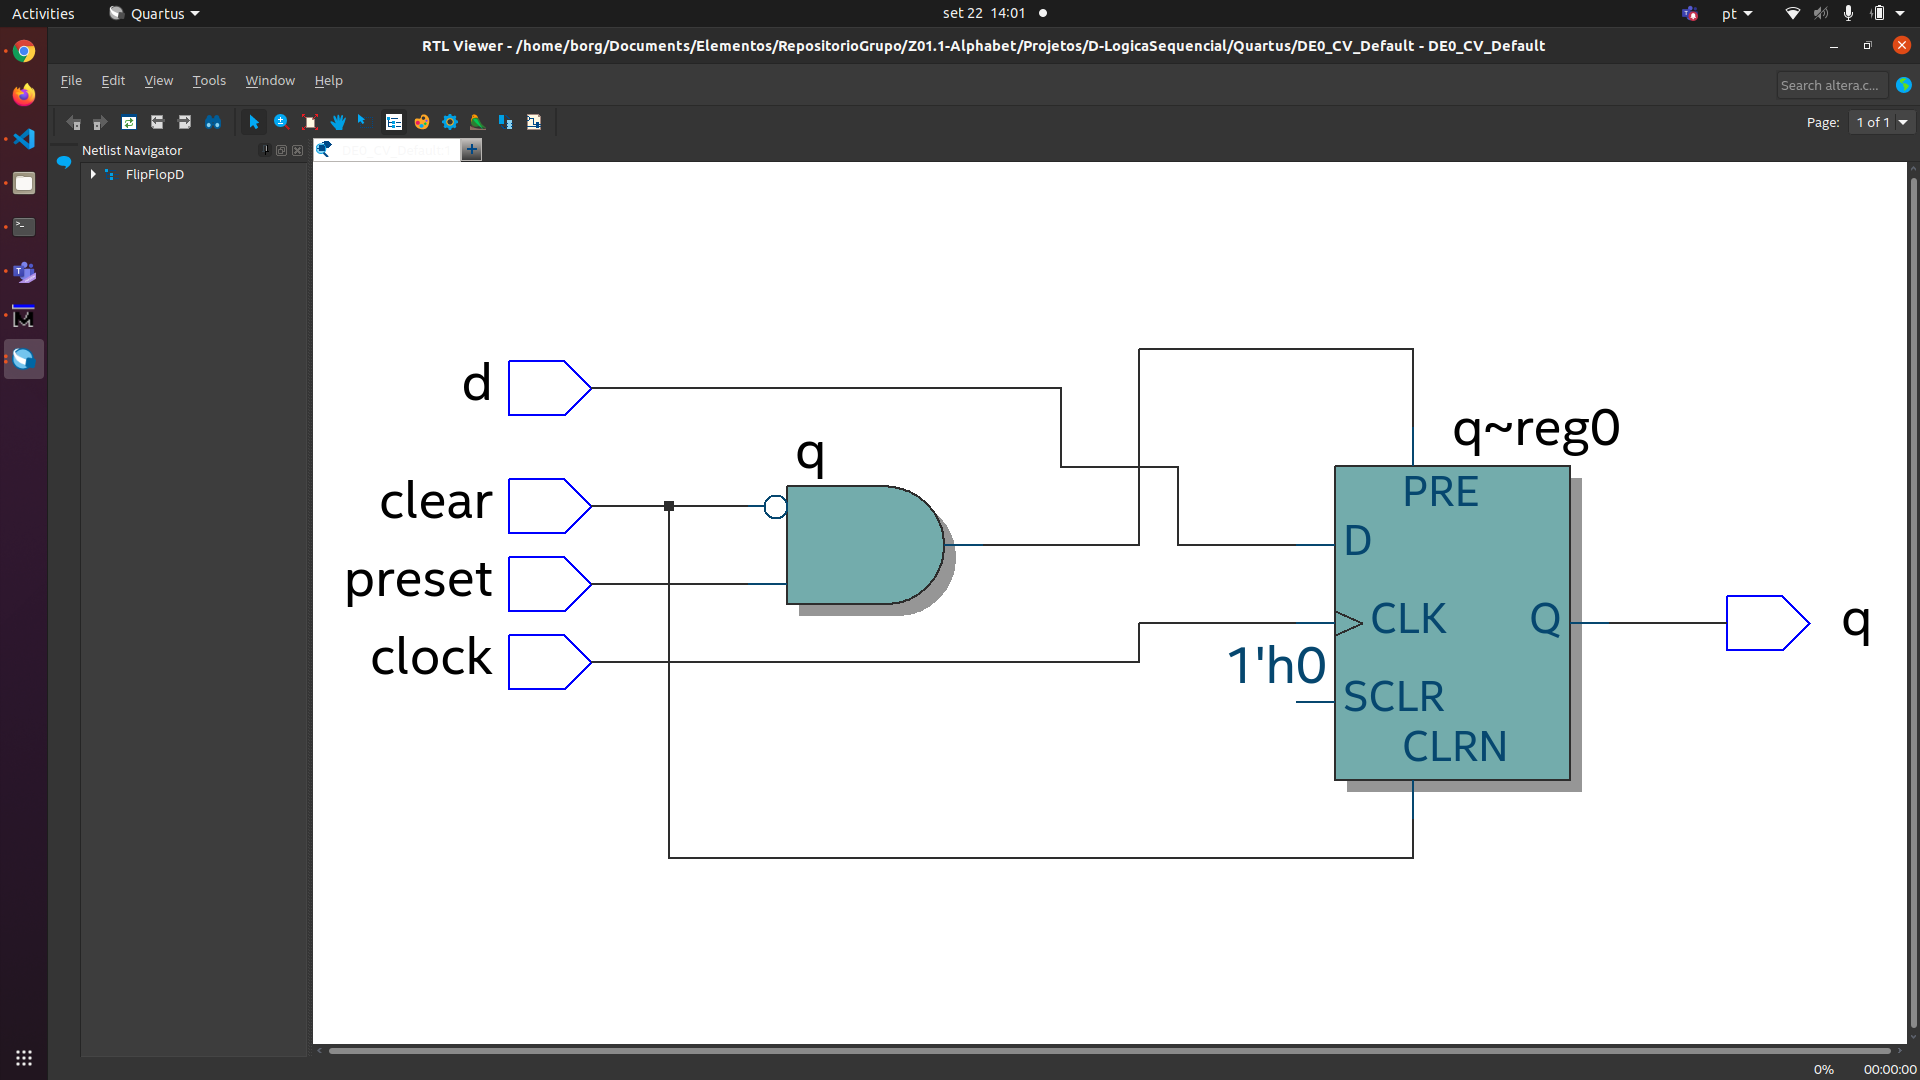 Activities
Quartus
set 22 14:01
pt
RTL Viewer - /home/borg/Documents/Elementos/RepositorioGrupo/Z01.1-Alphabet/Projetos/D-LogicaSequencial/Quartus/DE0_CV_Default - DE0_CV_Default
File Edit View Tools Window Help
Search altera.c...
Page: 1 of 1
Netlist Navigator
FlipFlopD
d
clear
preset
clock
q
q~reg0
PRE
D
CLK
Q
1'h0
SCLR
CLRN
q
0% 00:00:00